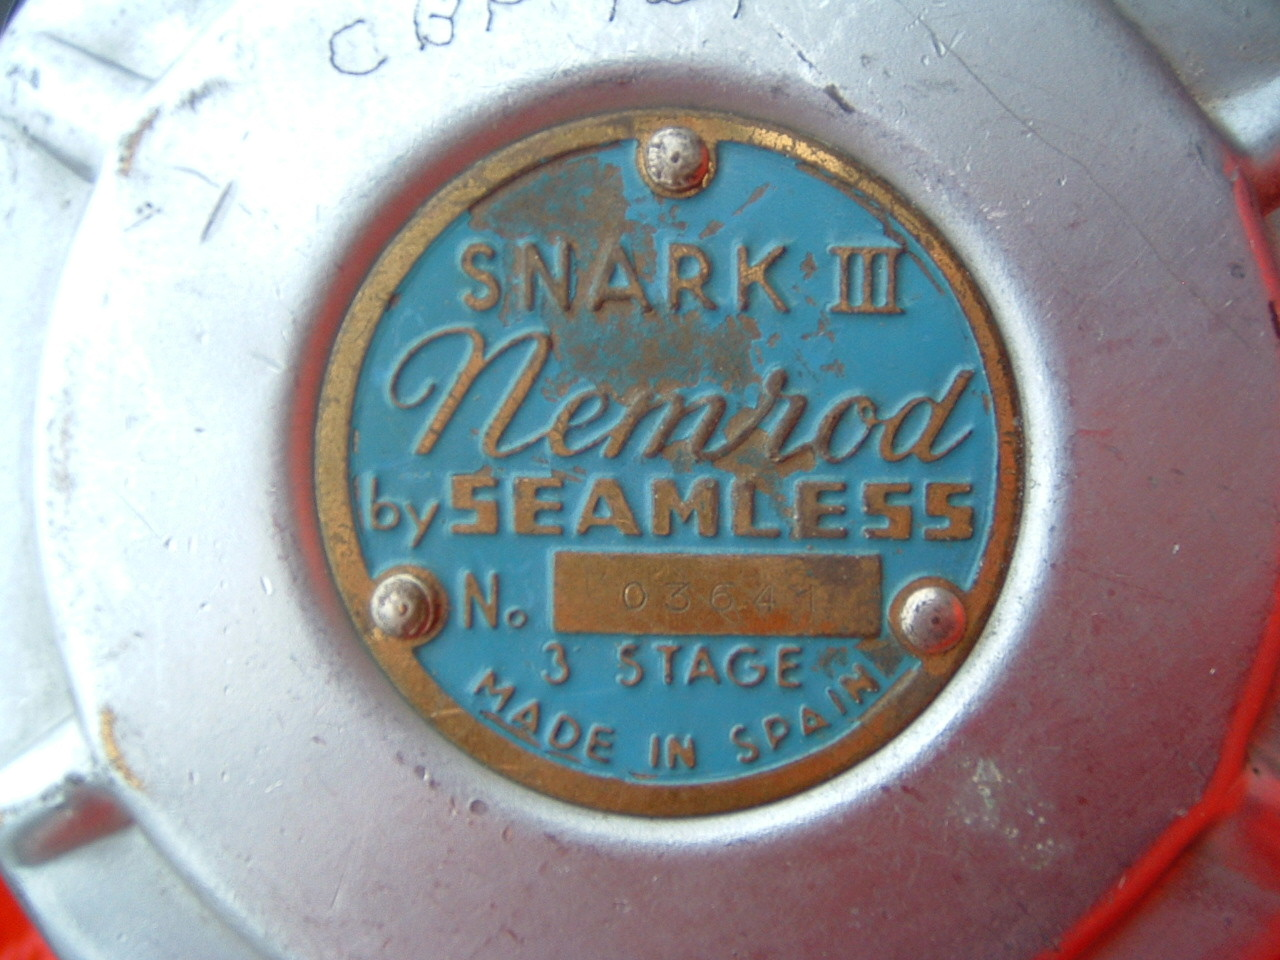 SNARK III
Nemrod
by SEAMLESS
No. 03641
3 STAGE
MADE IN SPAIN